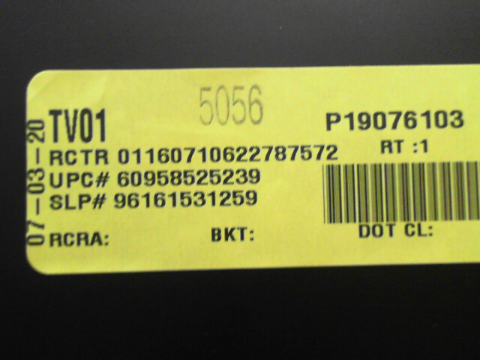 5056
TV01
P19076103
RCTR 01160710622787572
RT :1
UPC# 60958525239
SLP# 96161531259
RCRA:
BKT:
DOT CL:
07-03-20